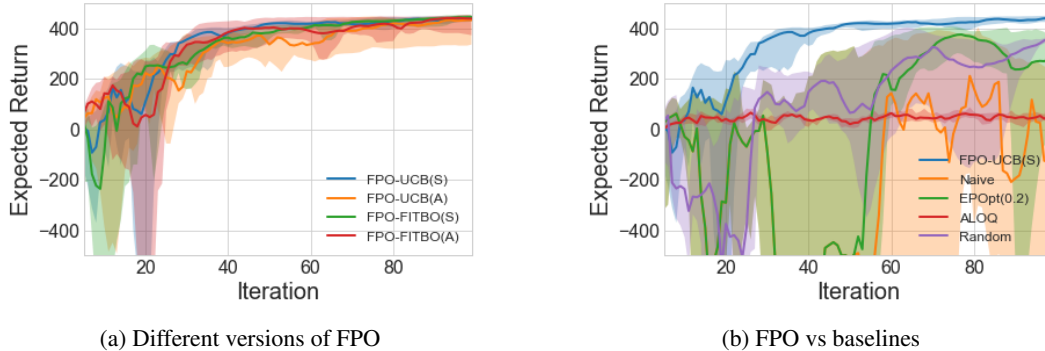 400
200
0
−200
−400
Expected Return
20
40
60
80
Iteration
FPO-UCB(S)
FPO-UCB(A)
FPO-FITBO(S)
FPO-FITBO(A)
(a) Different versions of FPO
400
200
0
−200
−400
Expected Return
20
40
60
80
Iteration
FPO-UCB(S)
Naive
EPOpt(0.2)
ALOQ
Random
(b) FPO vs baselines